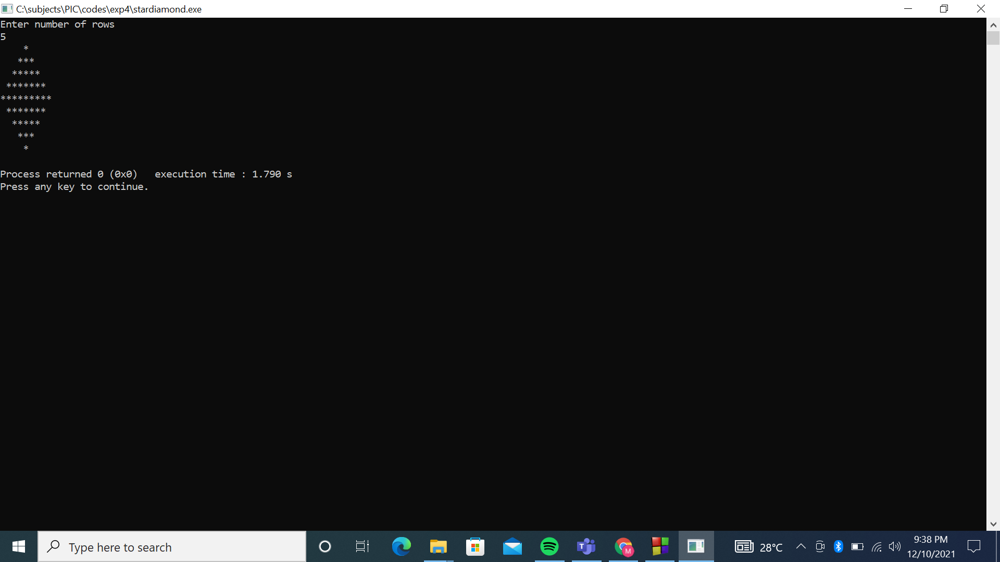 C:\subjects\PIC\codes\exp4\stardiamond.exe
Enter number of rows
5
    *
   ***
  *****
 *******
*********
 *******
  *****
   ***
    *
Process returned 0 (0x0)   execution time : 1.790 s
Press any key to continue.
Type here to search
T
M
28°C
9:38 PM
12/10/2021